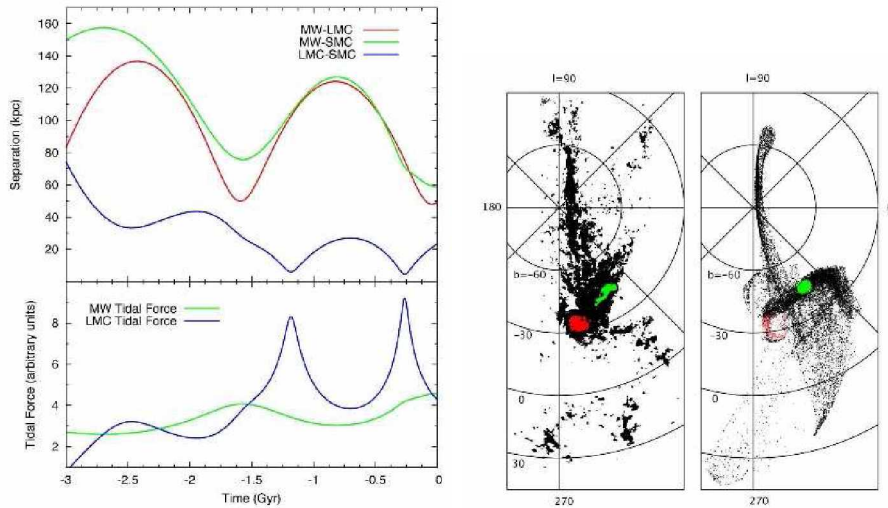 160
140
120
100
80
60
40
20
Separation (kpc)
MW-LMC
MW-SMC
LMC-SMC
8
6
4
2
Tidal Force (arbitrary units)
MW Tidal Force
LMC Tidal Force
-3
-2.5
-2
-1.5
-1
-0.5
0
Time (Gyr)
l=90
180
b=-60
-30
0
30
270
l=90
b=-60
-30
0
270